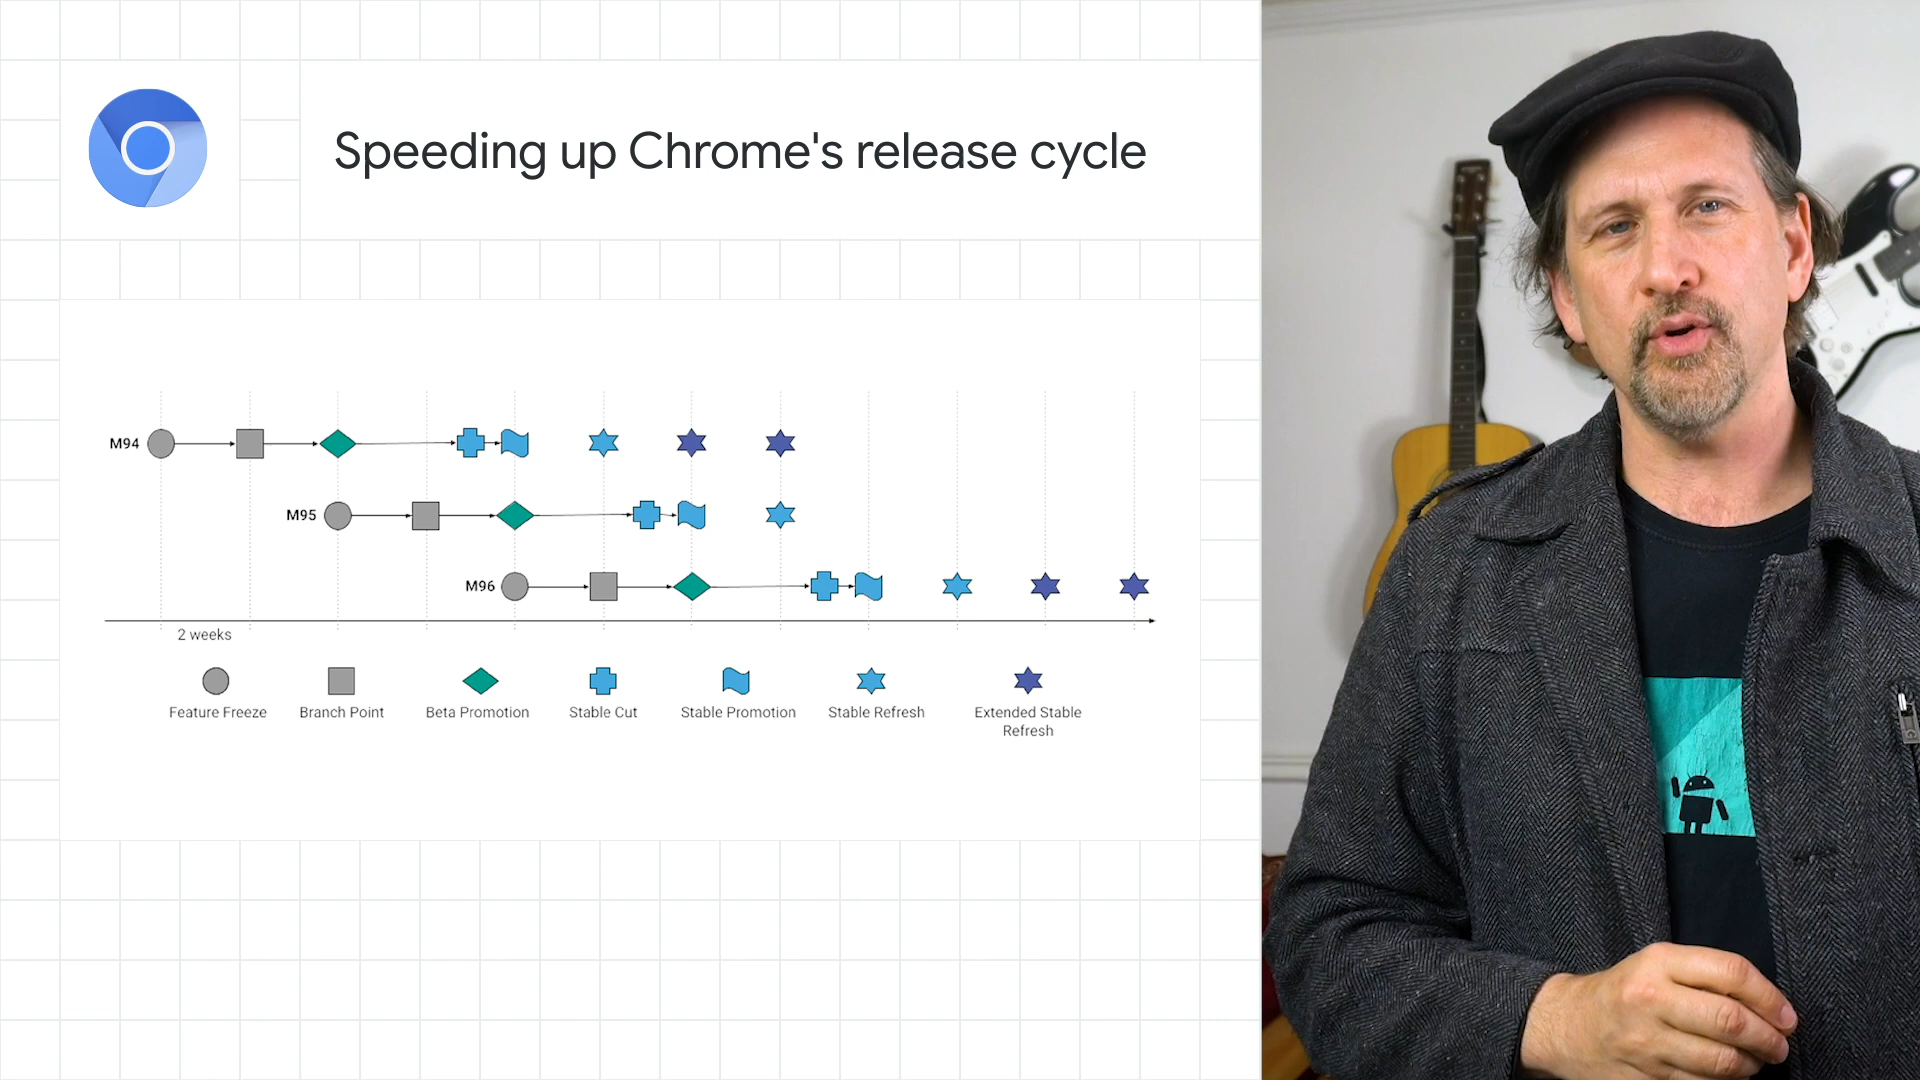 Speeding up Chrome's release cycle
M94
M95
M96
2 weeks
Feature Freeze
Branch Point
Beta Promotion
Stable Cut
Stable Promotion
Stable Refresh
Extended Stable
Refresh